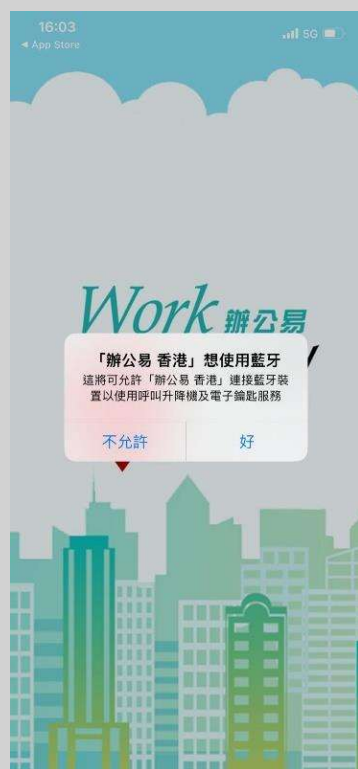 16:03
5G
◀ App Store
Work 辦公易
「辦公易 香港」想使用藍牙
這將可允許「辦公易 香港」連接藍牙裝
置以使用呼叫升降機及電子鑰匙服務
不允許
好